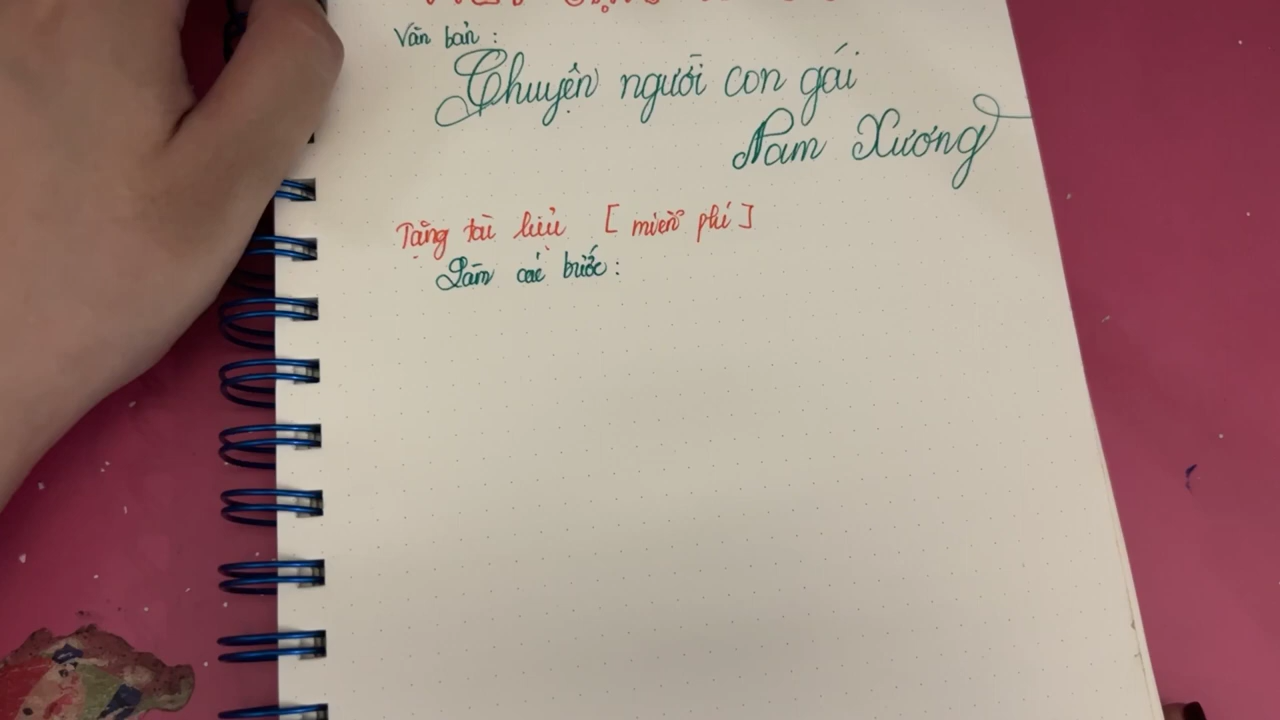 Văn bản :
Chuyện người con gái
Nam Xương
Tặng tài liệu [ miễn phí ]
Làm các bước :